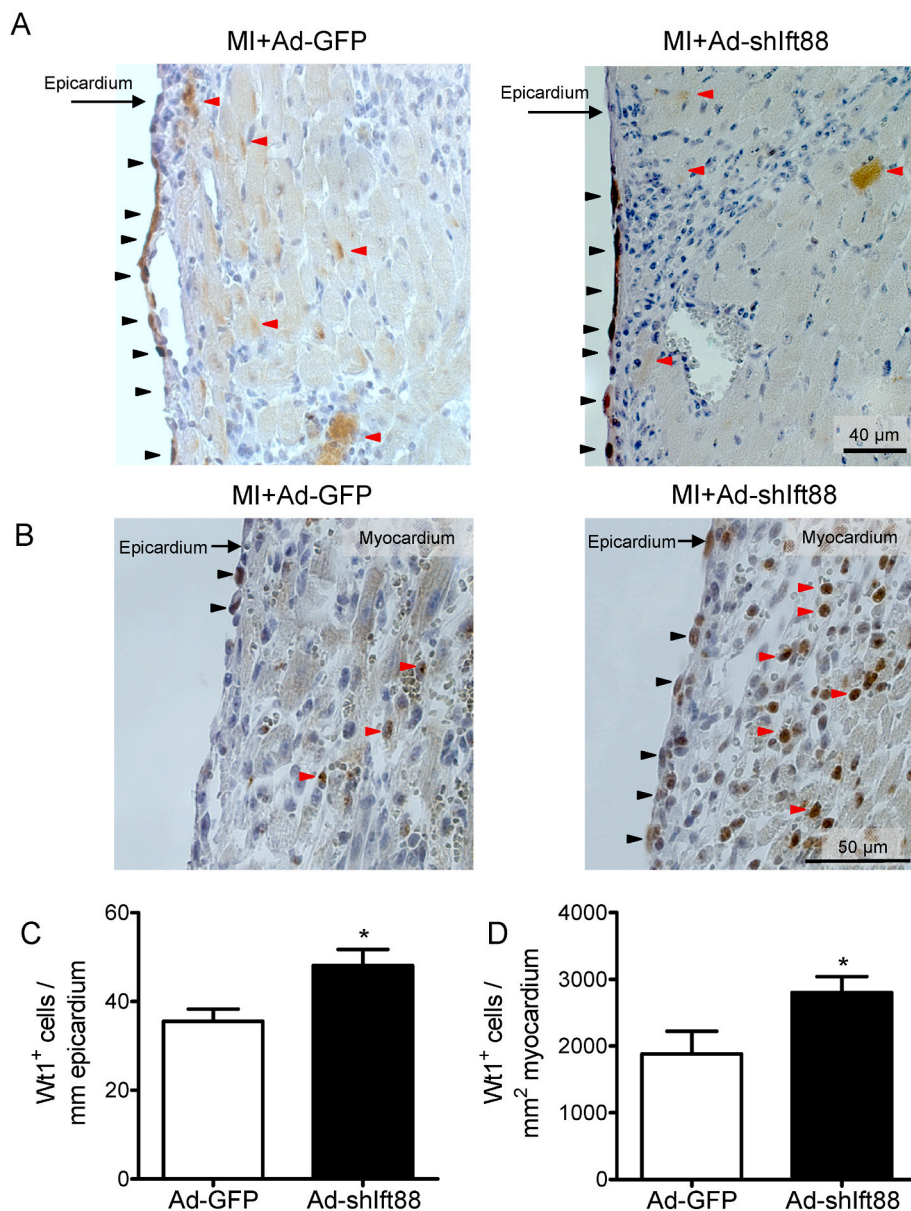 A
MI+Ad-GFP
MI+Ad-shIft88
Epicardium
Epicardium
40 µm
B
MI+Ad-GFP
MI+Ad-shIft88
Epicardium
Myocardium
Epicardium
Myocardium
50 µm
C
Wt1+ cells /
mm epicardium
60
40
20
0
*
Ad-GFP
Ad-shIft88
D
Wt1+ cells /
mm2 myocardium
4000
3000
2000
1000
0
*
Ad-GFP
Ad-shIft88